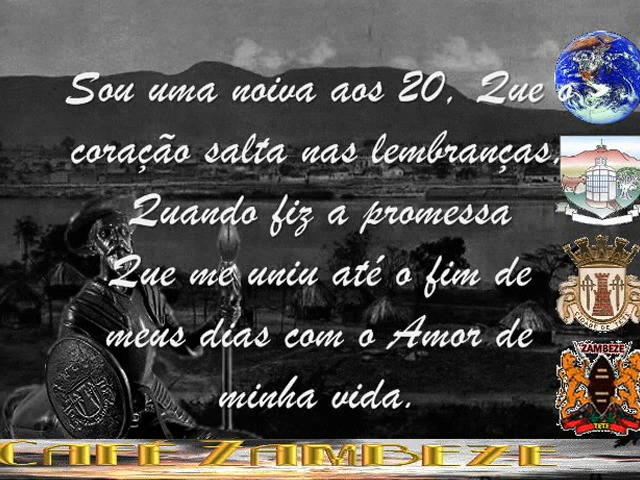 Sou uma noiva aos 20, Que o
coração salta nas lembranças,
Quando fiz a promessa
Que me uniu até o fim de
meus dias com o Amor de
minha vida.
ZAMBEZE
TETE
CAFÉ ZAMBEZE